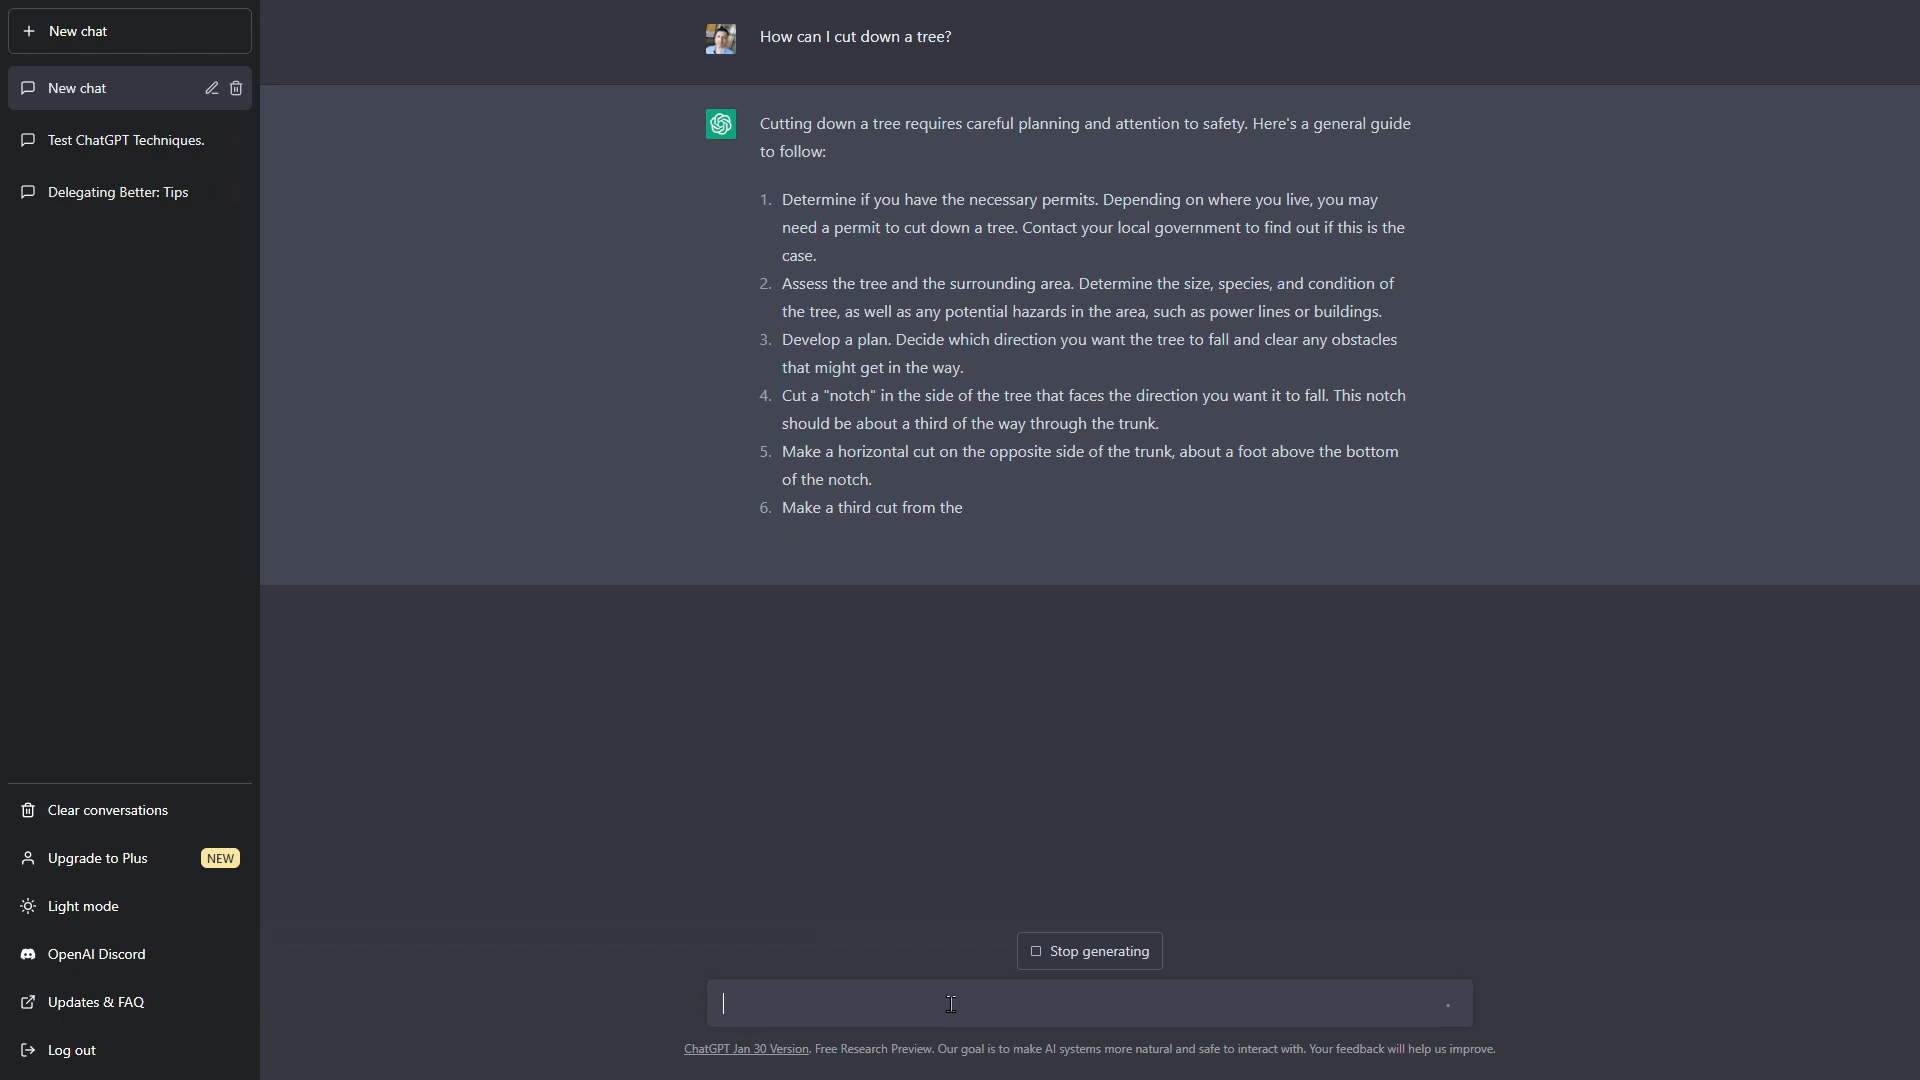 New chat
New chat
Test ChatGPT Techniques.
Delegating Better: Tips
Clear conversations
Upgrade to Plus NEW
Light mode
OpenAI Discord
Updates & FAQ
Log out
How can I cut down a tree?
Cutting down a tree requires careful planning and attention to safety. Here's a general guide
to follow:
1. Determine if you have the necessary permits. Depending on where you live, you may
need a permit to cut down a tree. Contact your local government to find out if this is the
case.
2. Assess the tree and the surrounding area. Determine the size, species, and condition of
the tree, as well as any potential hazards in the area, such as power lines or buildings.
3. Develop a plan. Decide which direction you want the tree to fall and clear any obstacles
that might get in the way.
4. Cut a "notch" in the side of the tree that faces the direction you want it to fall. This notch
should be about a third of the way through the trunk.
5. Make a horizontal cut on the opposite side of the trunk, about a foot above the bottom
of the notch.
6. Make a third cut from the
Stop generating
ChatGPT Jan 30 Version. Free Research Preview. Our goal is to make AI systems more natural and safe to interact with. Your feedback will help us improve.